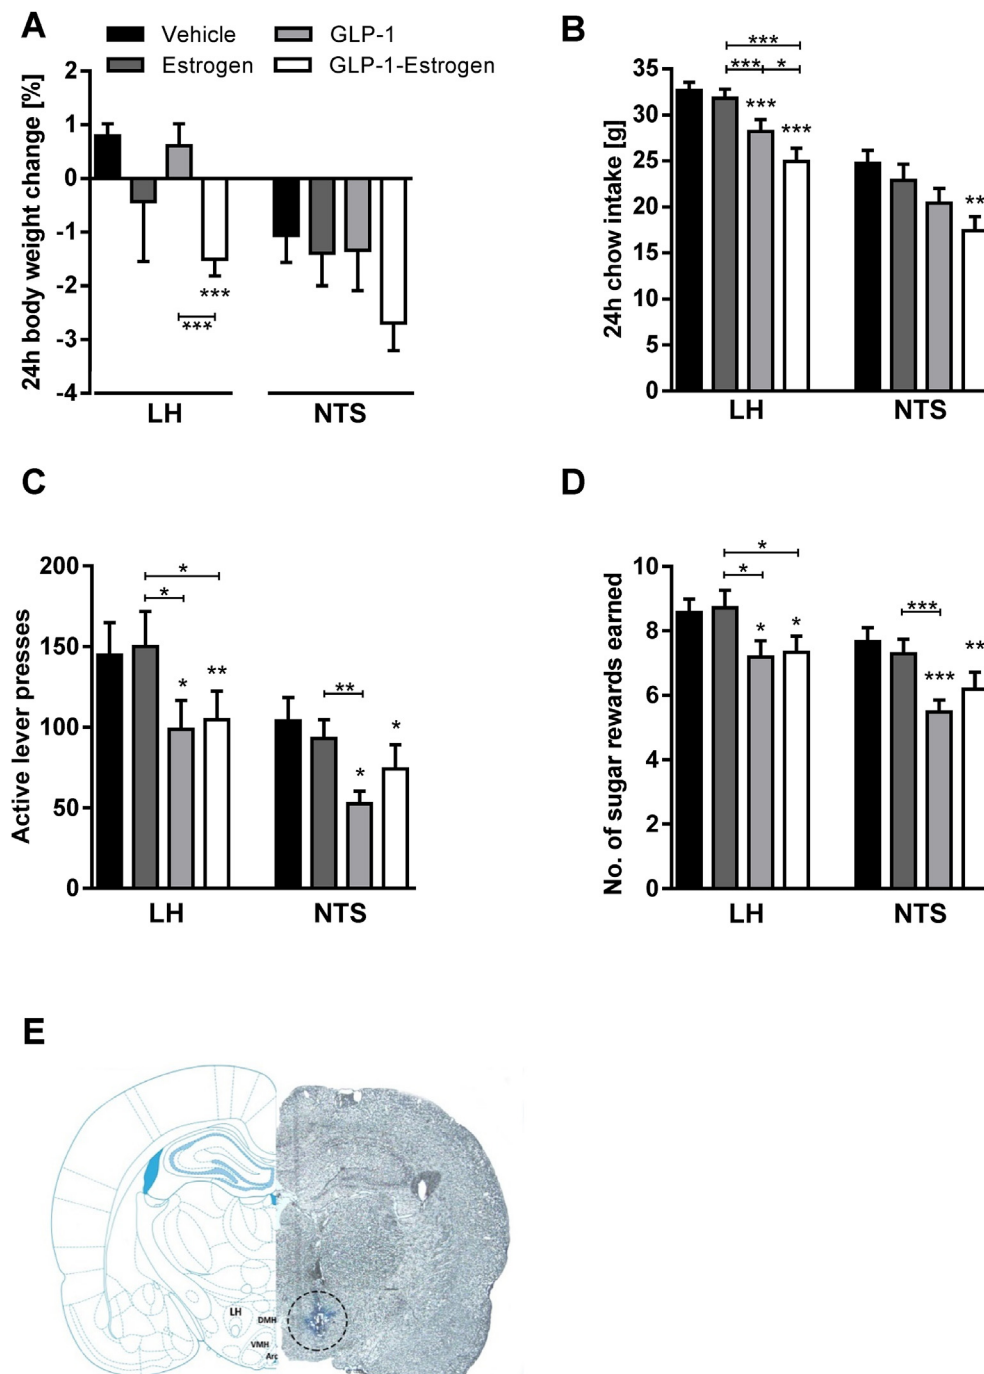 A
Vehicle
GLP-1
Estrogen
GLP-1-Estrogen
24h body weight change [%]
2
1
0
-1
-2
-3
-4
***
***
LH
NTS
B
24h chow intake [g]
35
30
25
20
15
10
5
0
***
***
*
***
***
**
LH
NTS
C
Active lever presses
200
150
100
50
0
*
*
*
**
**
*
*
LH
NTS
D
No. of sugar rewards earned
10
8
6
4
2
0
*
*
*
*
***
***
**
LH
NTS
E
LH
DMH
VMH
Arc